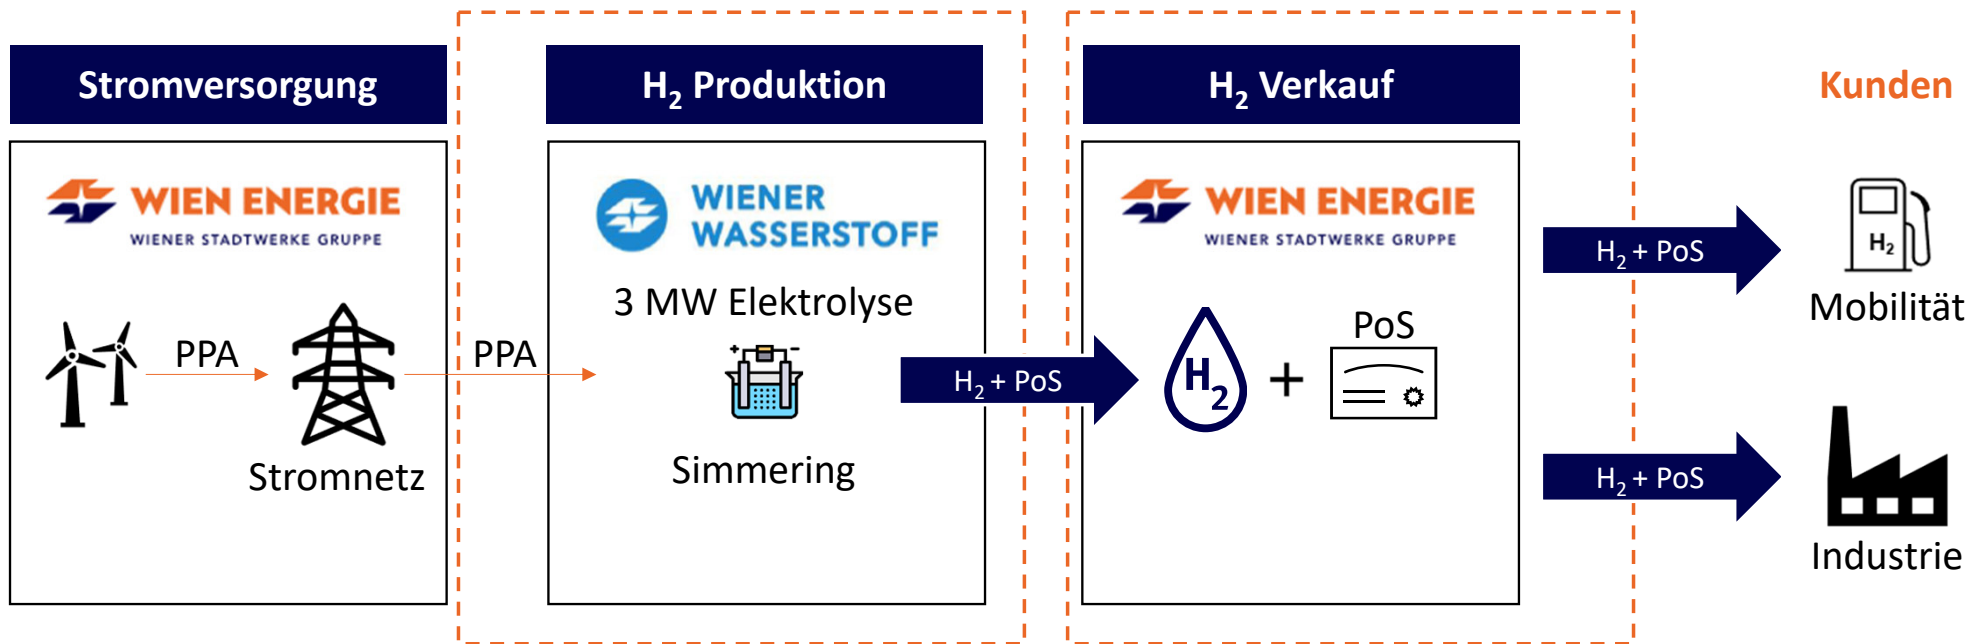 Stromversorgung
WIEN ENERGIE
WIENER STADTWERKE GRUPPE
PPA
Stromnetz
PPA
H₂ Produktion
WIENER
WASSERSTOFF
3 MW Elektrolyse
+ -
Simmering
H₂ + PoS
H₂ Verkauf
WIEN ENERGIE
WIENER STADTWERKE GRUPPE
H₂
+
PoS
H₂ + PoS
H₂ + PoS
Kunden
H₂
Mobilität
Industrie